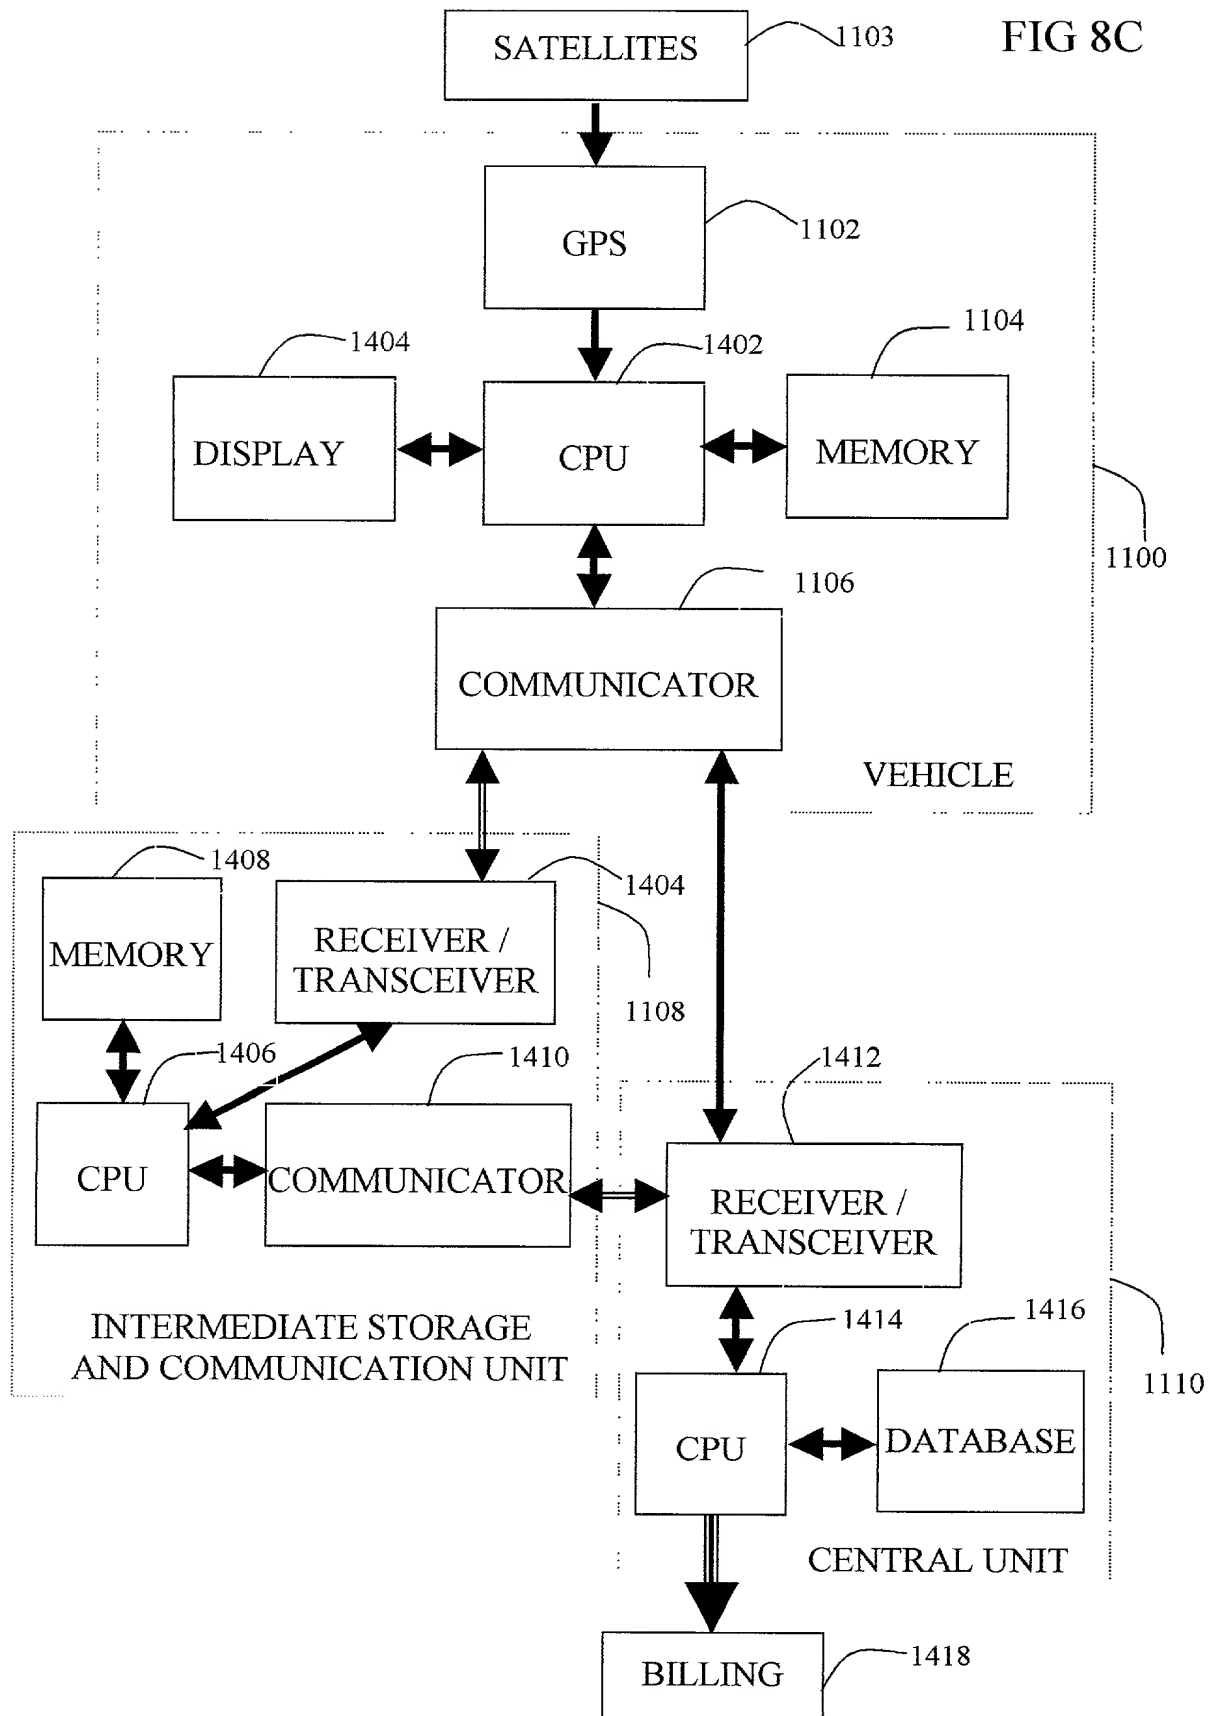 FIG 8C
SATELLITES
1103
GPS
1102
1404
1402
1104
DISPLAY
CPU
MEMORY
1100
1106
COMMUNICATOR
VEHICLE
1408
1404
MEMORY
RECEIVER /
TRANSCEIVER
1108
1406
1410
1412
CPU
COMMUNICATOR
RECEIVER /
TRANSCEIVER
INTERMEDIATE STORAGE
AND COMMUNICATION UNIT
1414
1416
1110
CPU
DATABASE
CENTRAL UNIT
BILLING
1418